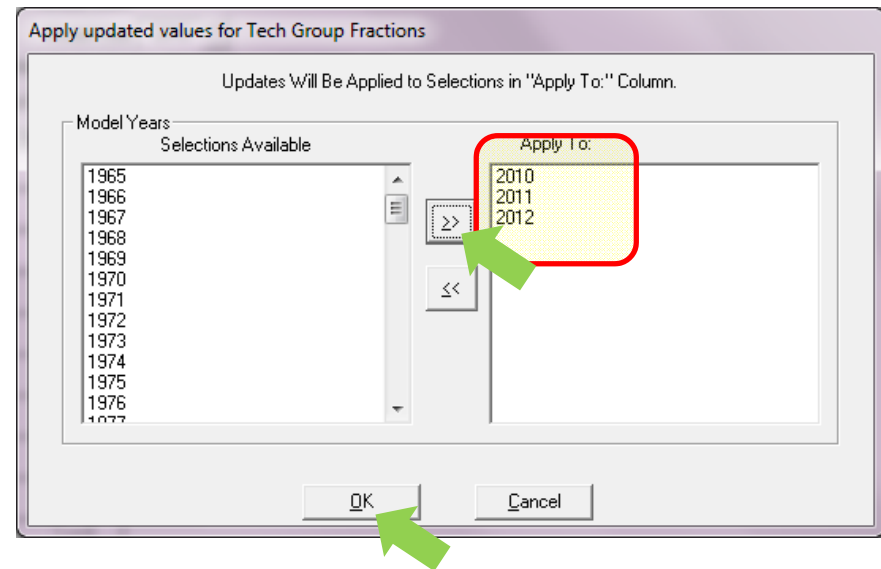 Apply updated values for Tech Group Fractions
Updates Will Be Applied to Selections in "Apply To:" Column.
Model Years
Selections Available
1965
1966
1967
1968
1969
1970
1971
1972
1973
1974
1975
1976
1977
>>
<<
Apply To:
2010
2011
2012
OK
Cancel